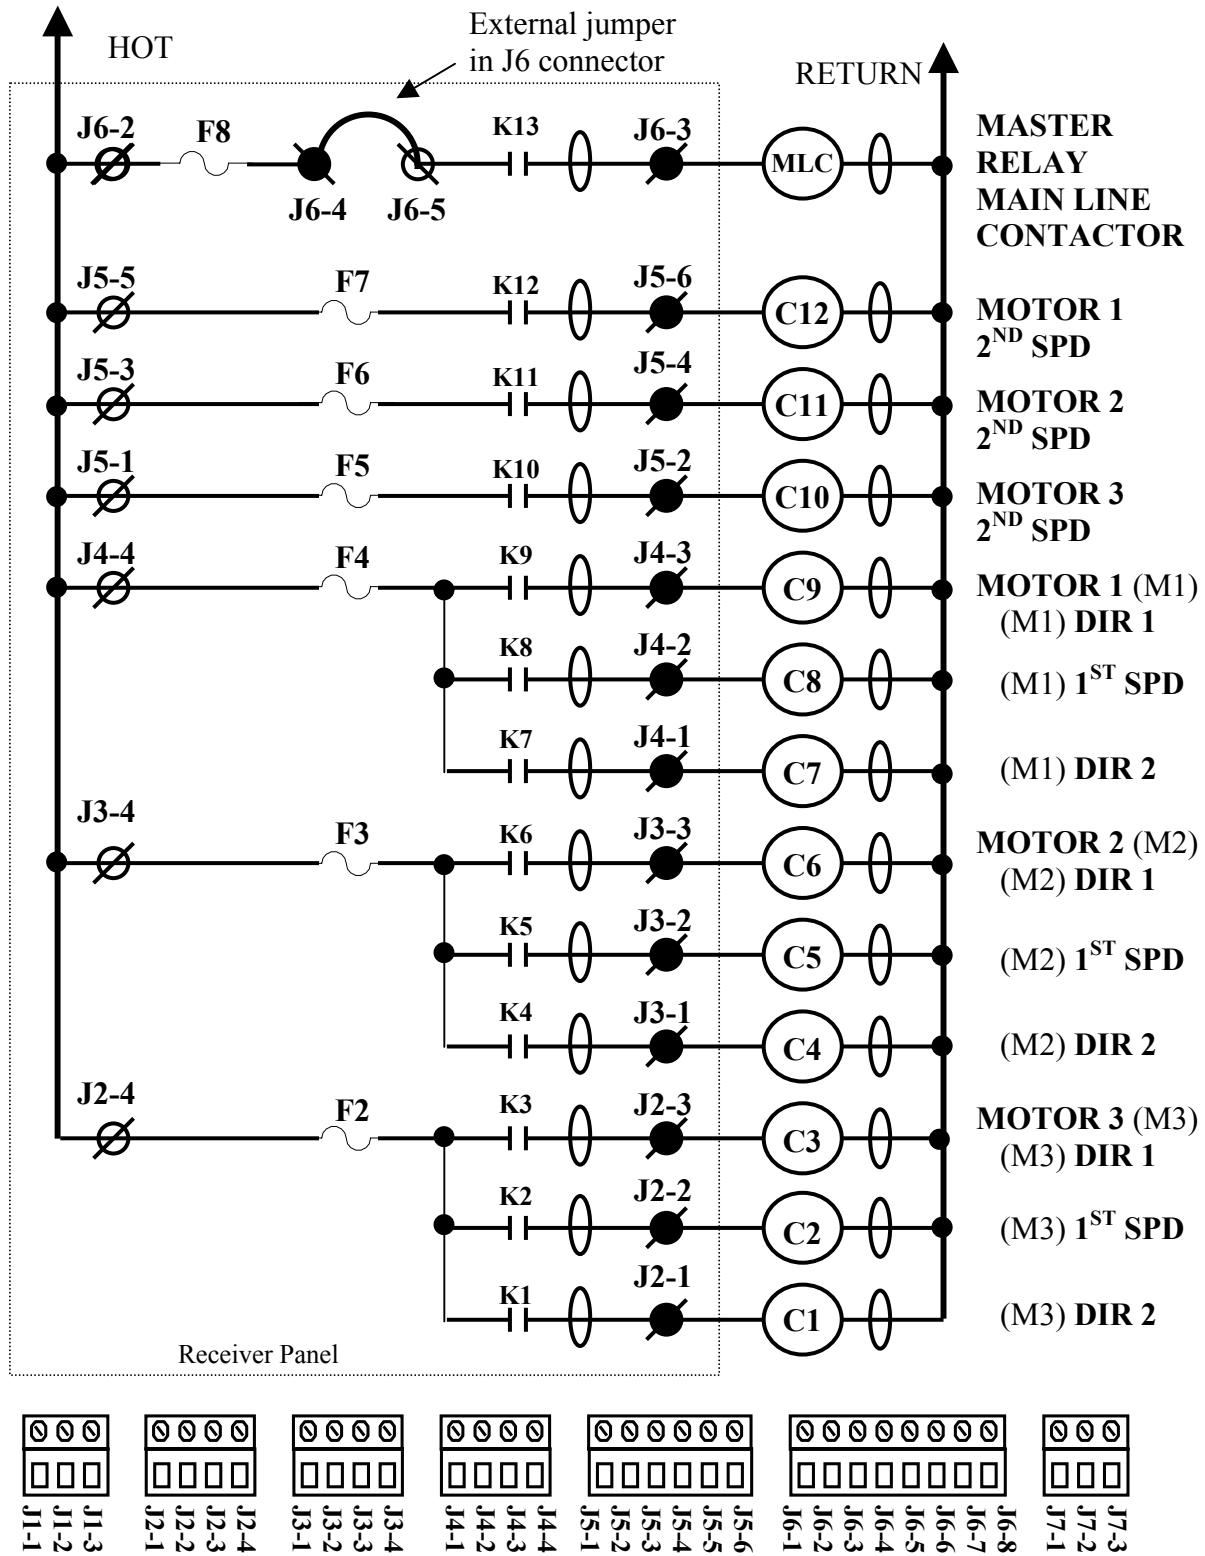 External jumper
in J6 connector
HOT
RETURN
J6-2 F8 K13 J6-3
MLC
J6-4 J6-5
MASTER
RELAY
MAIN LINE
CONTACTOR
J5-5 F7 K12 J5-6
C12
MOTOR 1
2ND SPD
J5-3 F6 K11 J5-4
C11
MOTOR 2
2ND SPD
J5-1 F5 K10 J5-2
C10
MOTOR 3
2ND SPD
J4-4 F4 K9 J4-3
C9
MOTOR 1 (M1)
(M1) DIR 1
K8 J4-2
C8
(M1) 1ST SPD
K7 J4-1
C7
(M1) DIR 2
J3-4 F3 K6 J3-3
C6
MOTOR 2 (M2)
(M2) DIR 1
K5 J3-2
C5
(M2) 1ST SPD
K4 J3-1
C4
(M2) DIR 2
J2-4 F2 K3 J2-3
C3
MOTOR 3 (M3)
(M3) DIR 1
K2 J2-2
C2
(M3) 1ST SPD
K1 J2-1
C1
(M3) DIR 2
Receiver Panel
J1-1
J1-2
J1-3
J2-1
J2-2
J2-3
J2-4
J3-1
J3-2
J3-3
J3-4
J4-1
J4-2
J4-3
J4-4
J5-1
J5-2
J5-3
J5-4
J5-5
J5-6
J6-1
J6-2
J6-3
J6-4
J6-5
J6-6
J6-7
J6-8
J7-1
J7-2
J7-3